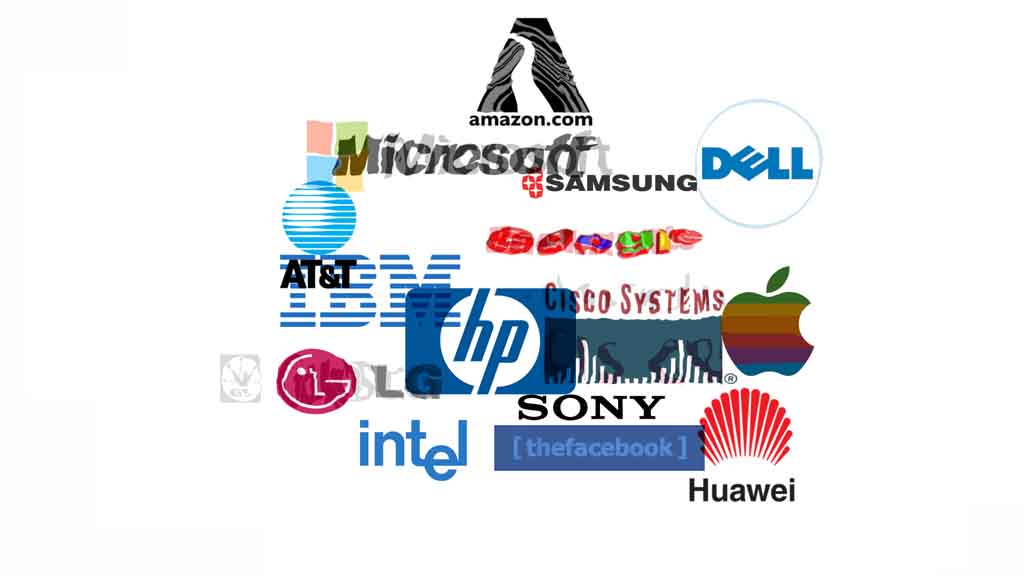 amazon.com
Microsoft
SAMSUNG
DELL
AT&T
IBM
hp
CISCO SYSTEMS
®
LG
SONY
intel
[thefacebook]
Huawei